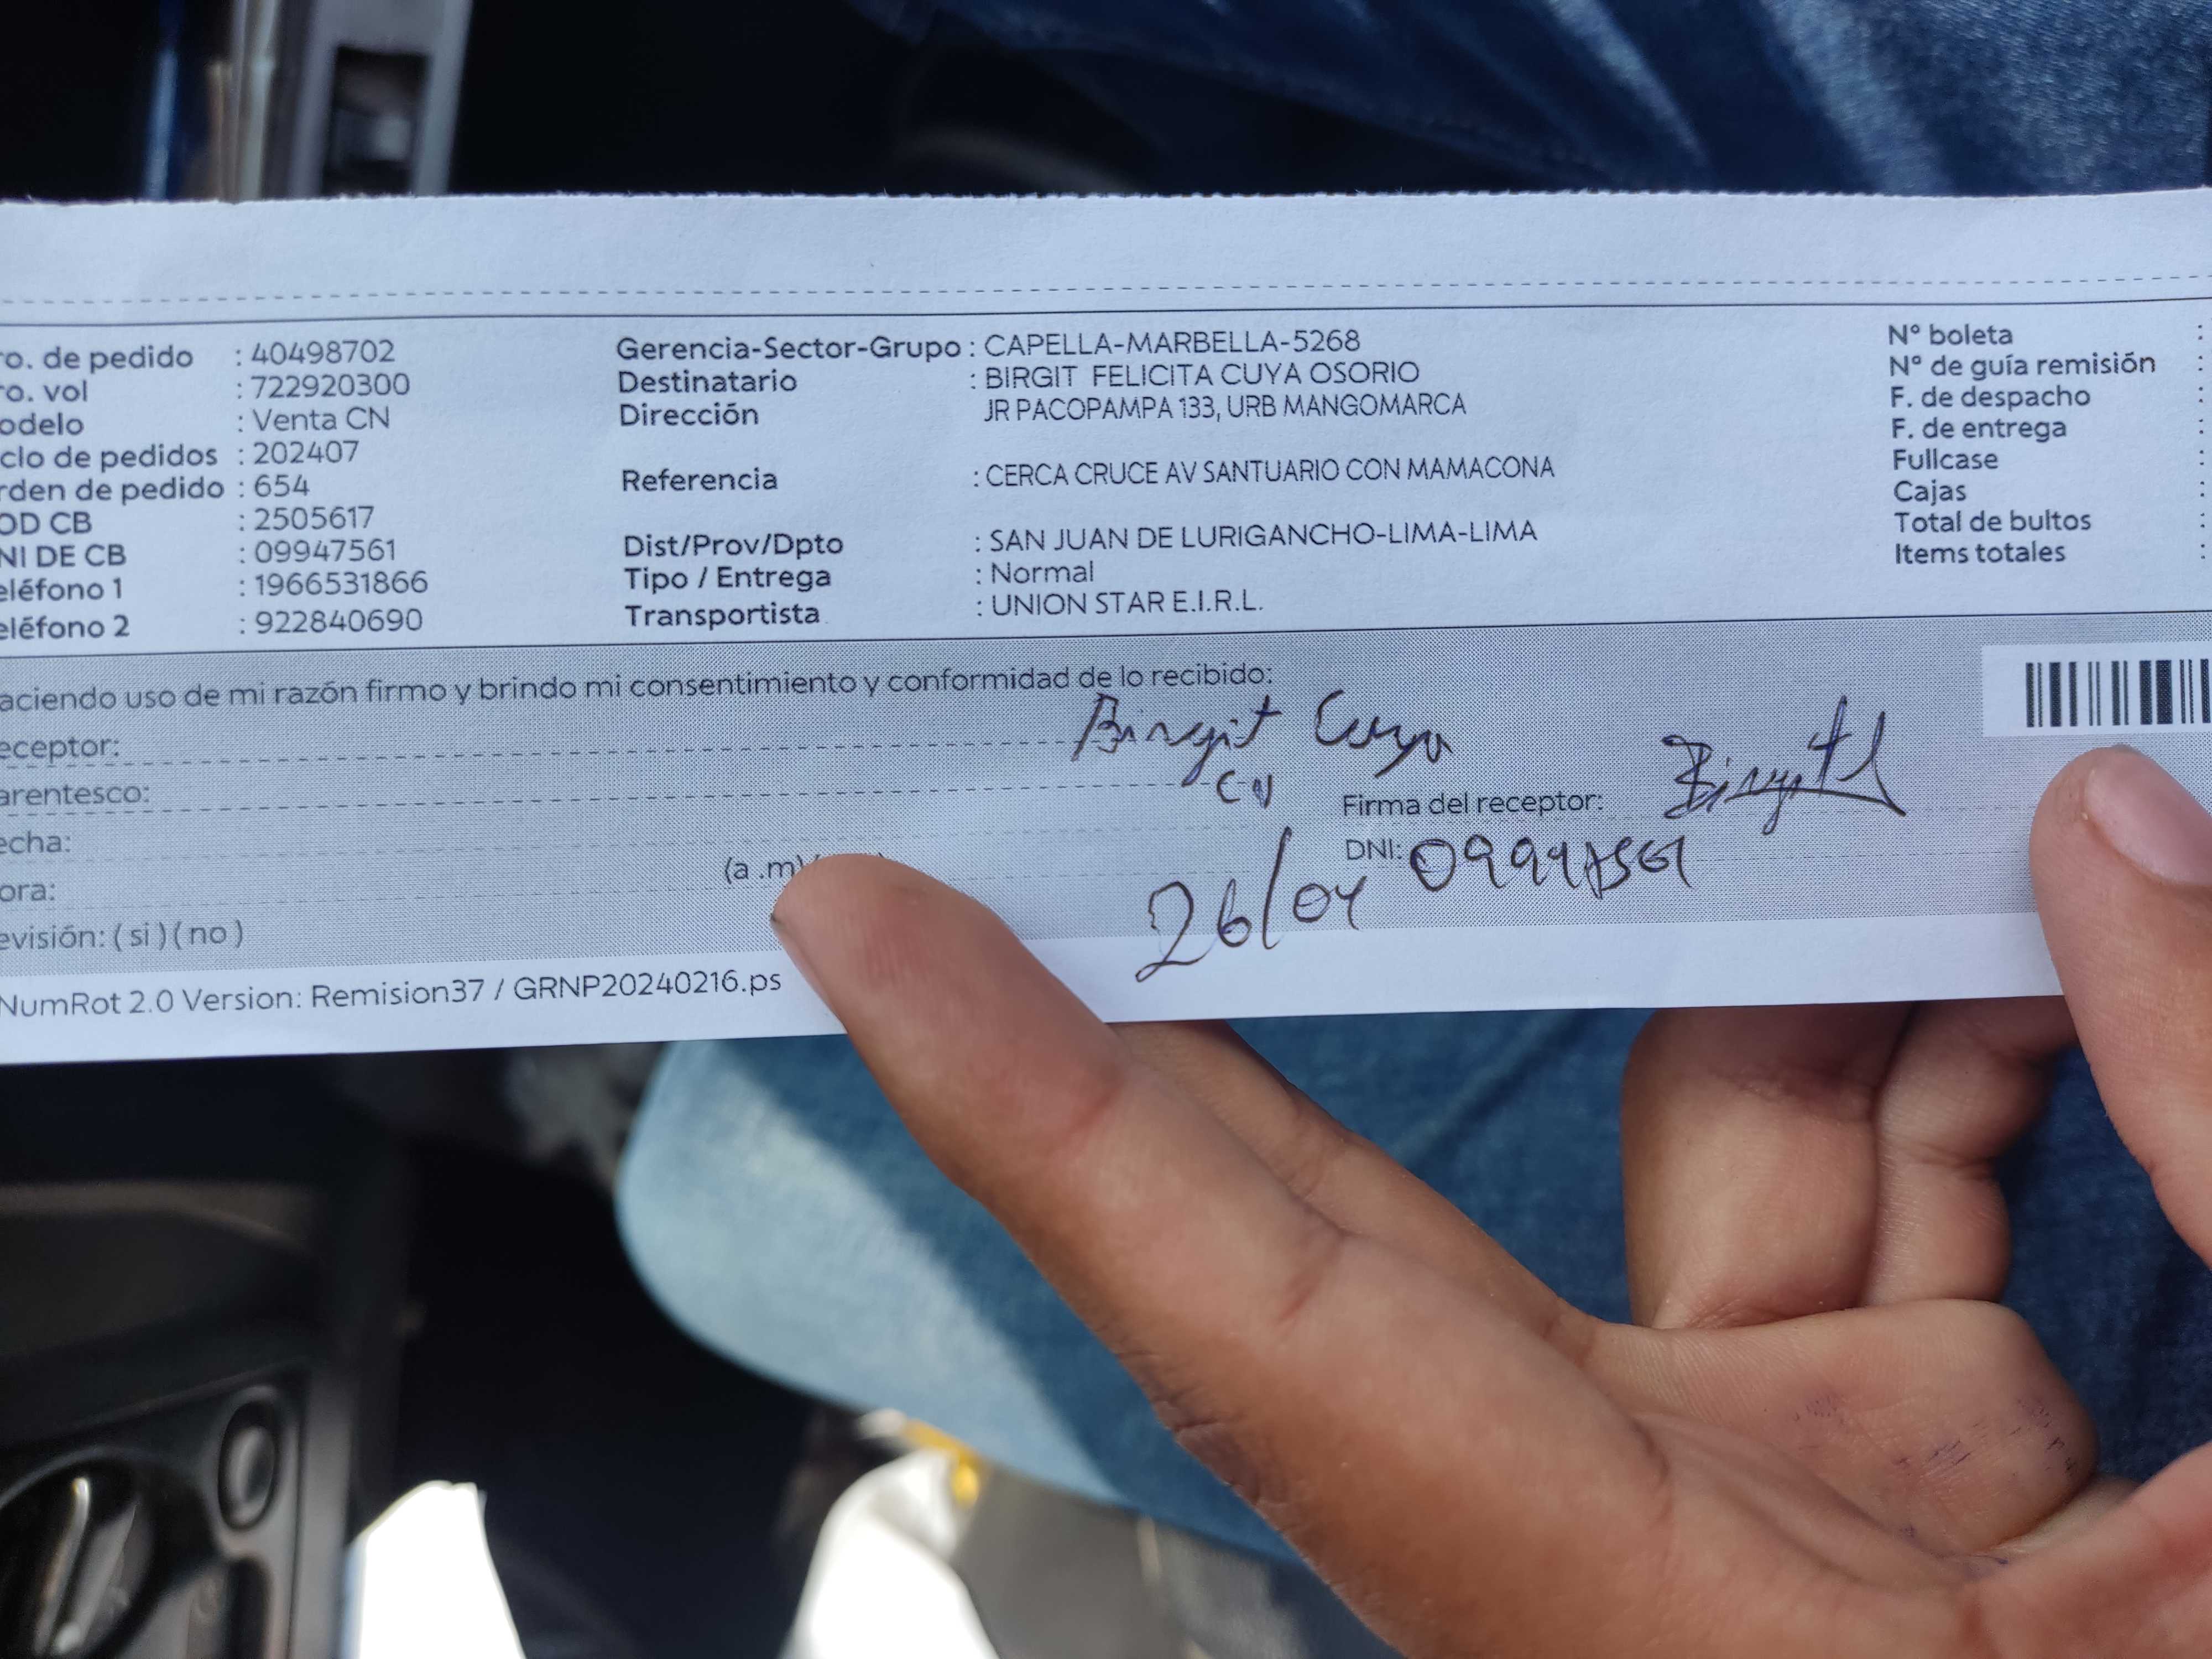 ro. de pedido : 40498702 Gerencia-Sector-Grupo : CAPELLA-MARBELLA-5268 N° boleta :
ro. vol : 722920300 Destinatario : BIRGIT FELICITA CUYA OSORIO N° de guía remisión :
odelo : Venta CN Dirección JR PACOPAMPA 133, URB MANGOMARCA F. de despacho :
clo de pedidos : 202407 F. de entrega :
rden de pedido : 654 Referencia : CERCA CRUCE AV SANTUARIO CON MAMACONA Fullcase :
OD CB : 2505617 Cajas :
NI DE CB : 09947561 Dist/Prov/Dpto : SAN JUAN DE LURIGANCHO-LIMA-LIMA Total de bultos :
eléfono 1 : 1966531866 Tipo / Entrega : Normal Items totales :
eléfono 2 : 922840690 Transportista : UNION STAR E.I.R.L.
aciendo uso de mi razón firmo y brindo mi consentimiento y conformidad de lo recibido:
eceptor: Birgit Cuya
arentesco: CN Firma del receptor: Birgit
echa: 26/04 DNI: 09947561
ora: (a .m)
evisión: ( si ) ( no )
NumRot 2.0 Version: Remision37 / GRNP20240216.ps